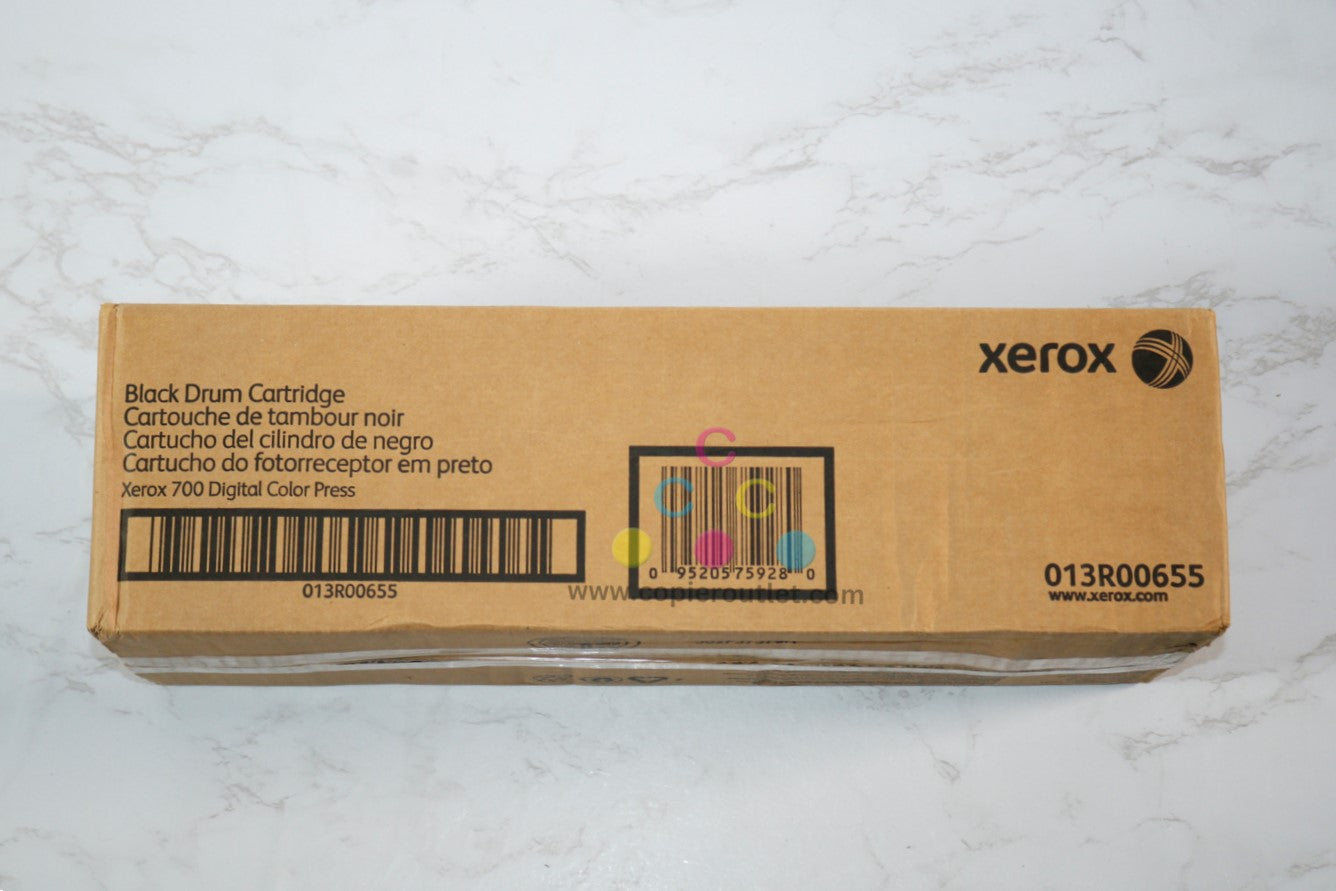 xerox
Black Drum Cartridge
Cartouche de tambour noir
Cartucho del cilindro de negro
Cartucho do fotorreceptor em preto
Xerox 700 Digital Color Press
013R00655
C
C C
0 95205 75928 0
www.copieroutlet.com
013R00655
www.xerox.com